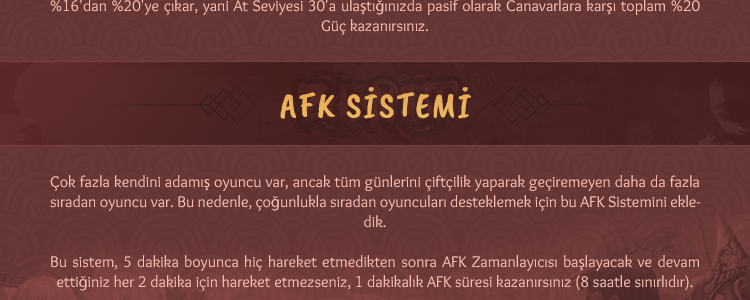 %16'dan %20'ye çıkar, yani At Seviyesi 30'a ulaştığınızda pasif olarak Canavarlara karşı toplam %20
Güç kazanırsınız.
AFK SİSTEMİ
Çok fazla kendini adamış oyuncu var, ancak tüm günlerini çiftçilik yaparak geçiremeyen daha da fazla
sıradan oyuncu var. Bu nedenle, çoğunlukla sıradan oyuncuları desteklemek için bu AFK Sistemini ekle-
dik.
Bu sistem, 5 dakika boyunca hiç hareket etmedikten sonra AFK Zamanlayıcısı başlayacak ve devam
ettiğiniz her 2 dakika için hareket etmezseniz, 1 dakikalık AFK süresi kazanırsınız (8 saatle sınırlıdır).